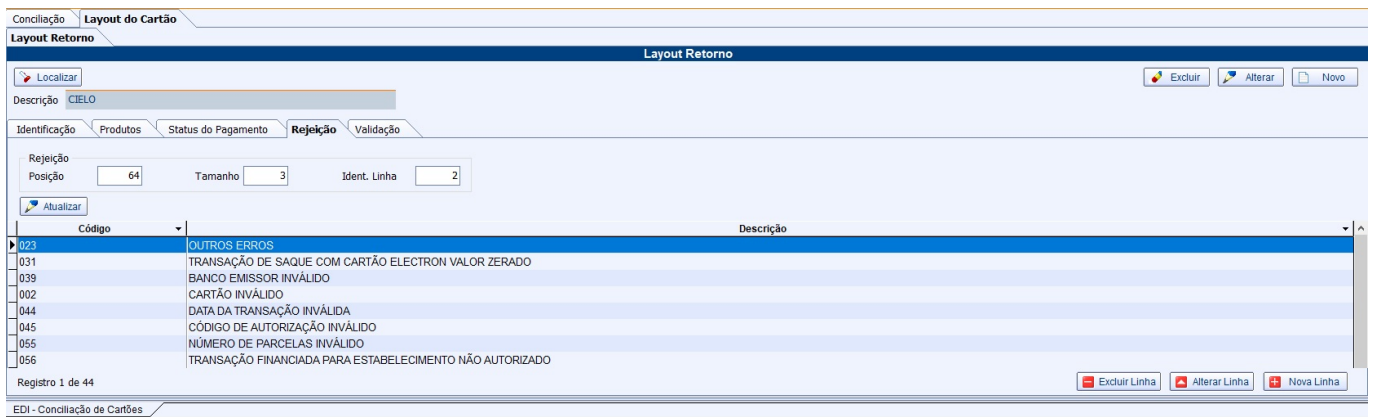 Conciliação Layout do Cartão
Layout Retorno
Layout Retorno
Localizar Excluir Alterar Novo
Descrição CIELO
Identificação Produtos Status do Pagamento Rejeição Validação
Rejeição
Posição 64 Tamanho 3 Ident. Linha 2
Atualizar
Código Descrição
023 OUTROS ERROS
031 TRANSAÇÃO DE SAQUE COM CARTÃO ELECTRON VALOR ZERADO
039 BANCO EMISSOR INVÁLIDO
002 CARTÃO INVÁLIDO
044 DATA DA TRANSAÇÃO INVÁLIDA
045 CÓDIGO DE AUTORIZAÇÃO INVÁLIDO
055 NÚMERO DE PARCELAS INVÁLIDO
056 TRANSAÇÃO FINANCIADA PARA ESTABELECIMENTO NÃO AUTORIZADO
Registro 1 de 44 Excluir Linha Alterar Linha Nova Linha
EDI - Conciliação de Cartões